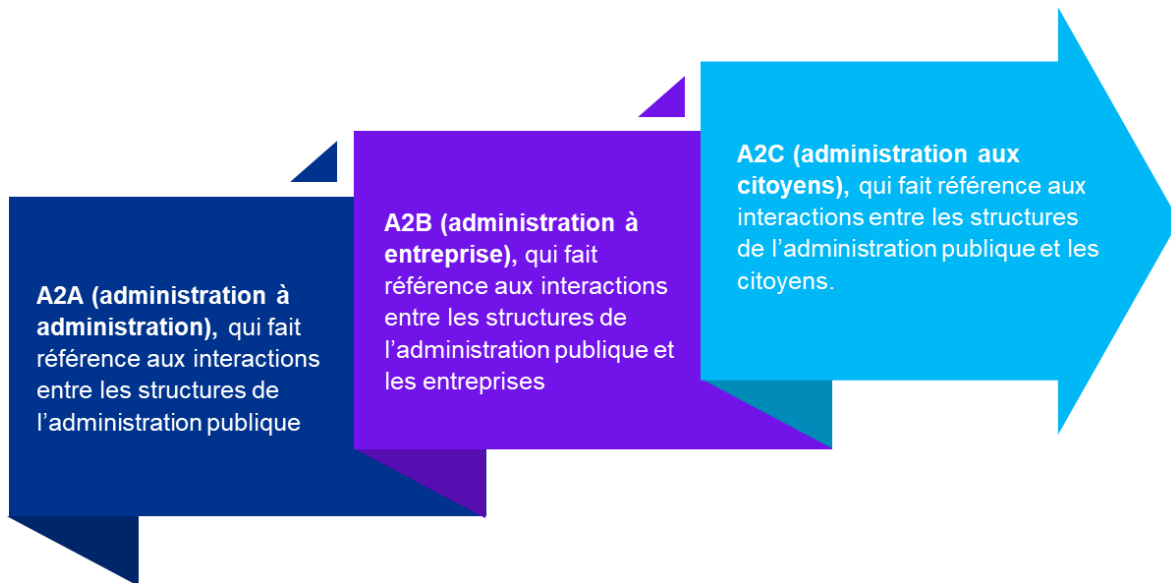 A2A (administration à
administration), qui fait
référence aux interactions
entre les structures de
l'administration publique
A2B (administration à
entreprise), qui fait
référence aux interactions
entre les structures de
l'administration publique et
les entreprises
A2C (administration aux
citoyens), qui fait référence aux
interactions entre les structures
de l'administration publique et les
citoyens.